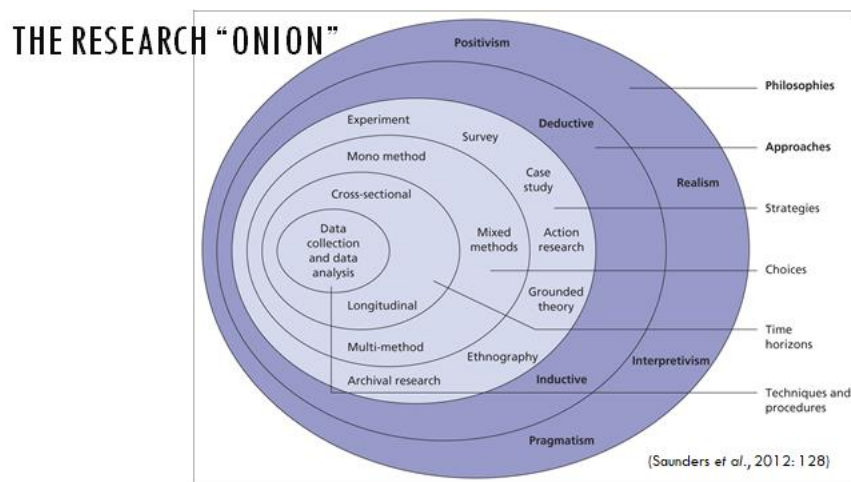 THE RESEARCH “ONION”
Positivism
Philosophies
Experiment
Deductive
Survey
Approaches
Mono method
Case
study
Realism
Cross-sectional
Strategies
Data
collection
and data
analysis
Mixed
methods
Action
research
Choices
Grounded
theory
Longitudinal
Time
horizons
Multi-method
Ethnography
Interpretivism
Archival research
Inductive
Techniques and
procedures
Pragmatism
(Saunders et al., 2012: 128)